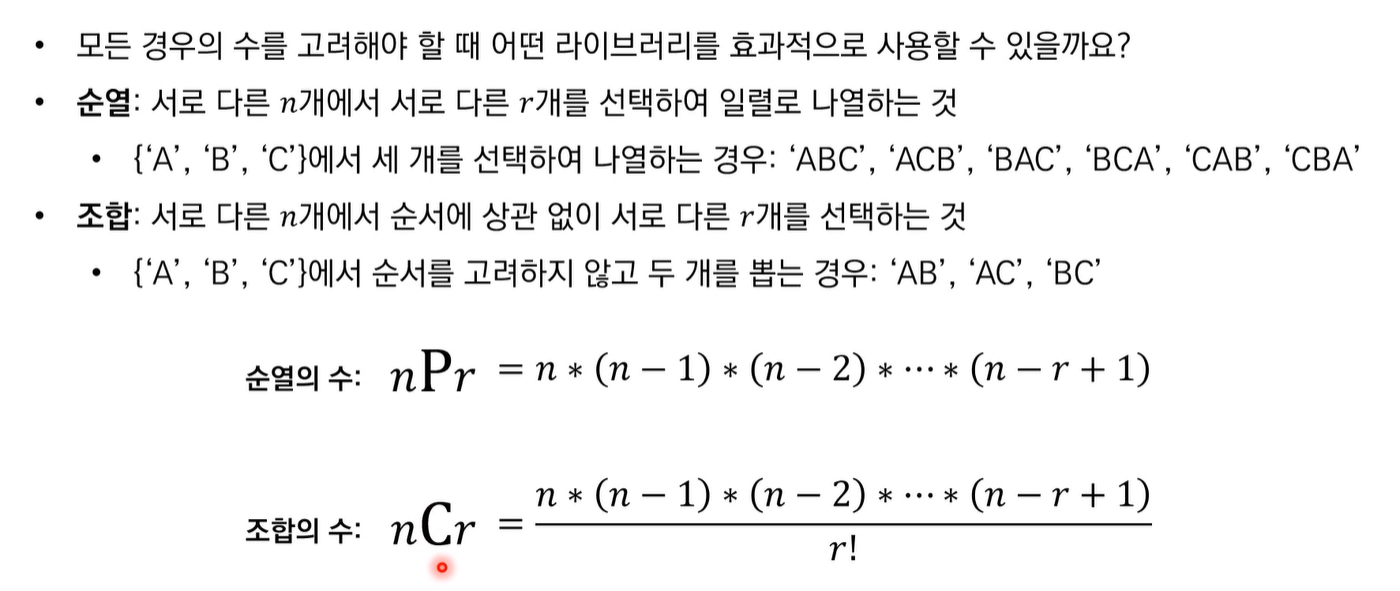 • 모든 경우의 수를 고려해야 할 때 어떤 라이브러리를 효과적으로 사용할 수 있을까요?
• 순열: 서로 다른 n개에서 서로 다른 r개를 선택하여 일렬로 나열하는 것
• {‘A’, ‘B’, ‘C’}에서 세 개를 선택하여 나열하는 경우: ‘ABC’, ‘ACB’, ‘BAC’, ‘BCA’, ‘CAB’, ‘CBA’
• 조합: 서로 다른 n개에서 순서에 상관 없이 서로 다른 r개를 선택하는 것
• {‘A’, ‘B’, ‘C’}에서 순서를 고려하지 않고 두 개를 뽑는 경우: ‘AB’, ‘AC’, ‘BC’
순열의 수: nPr = n * (n − 1) * (n − 2) * ⋯ * (n − r + 1)
n * (n − 1) * (n − 2) * ⋯ * (n − r + 1)
조합의 수: nCr =
r!